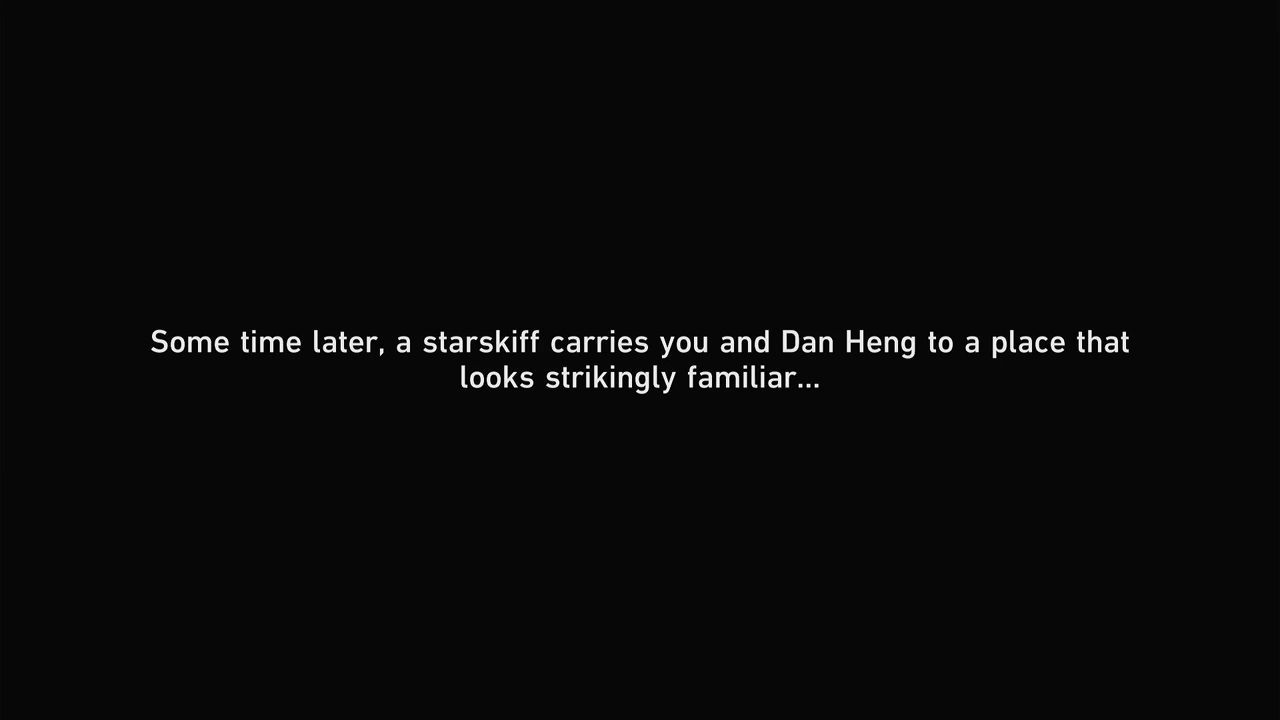 Some time later, a starskiff carries you and Dan Heng to a place that
looks strikingly familiar...